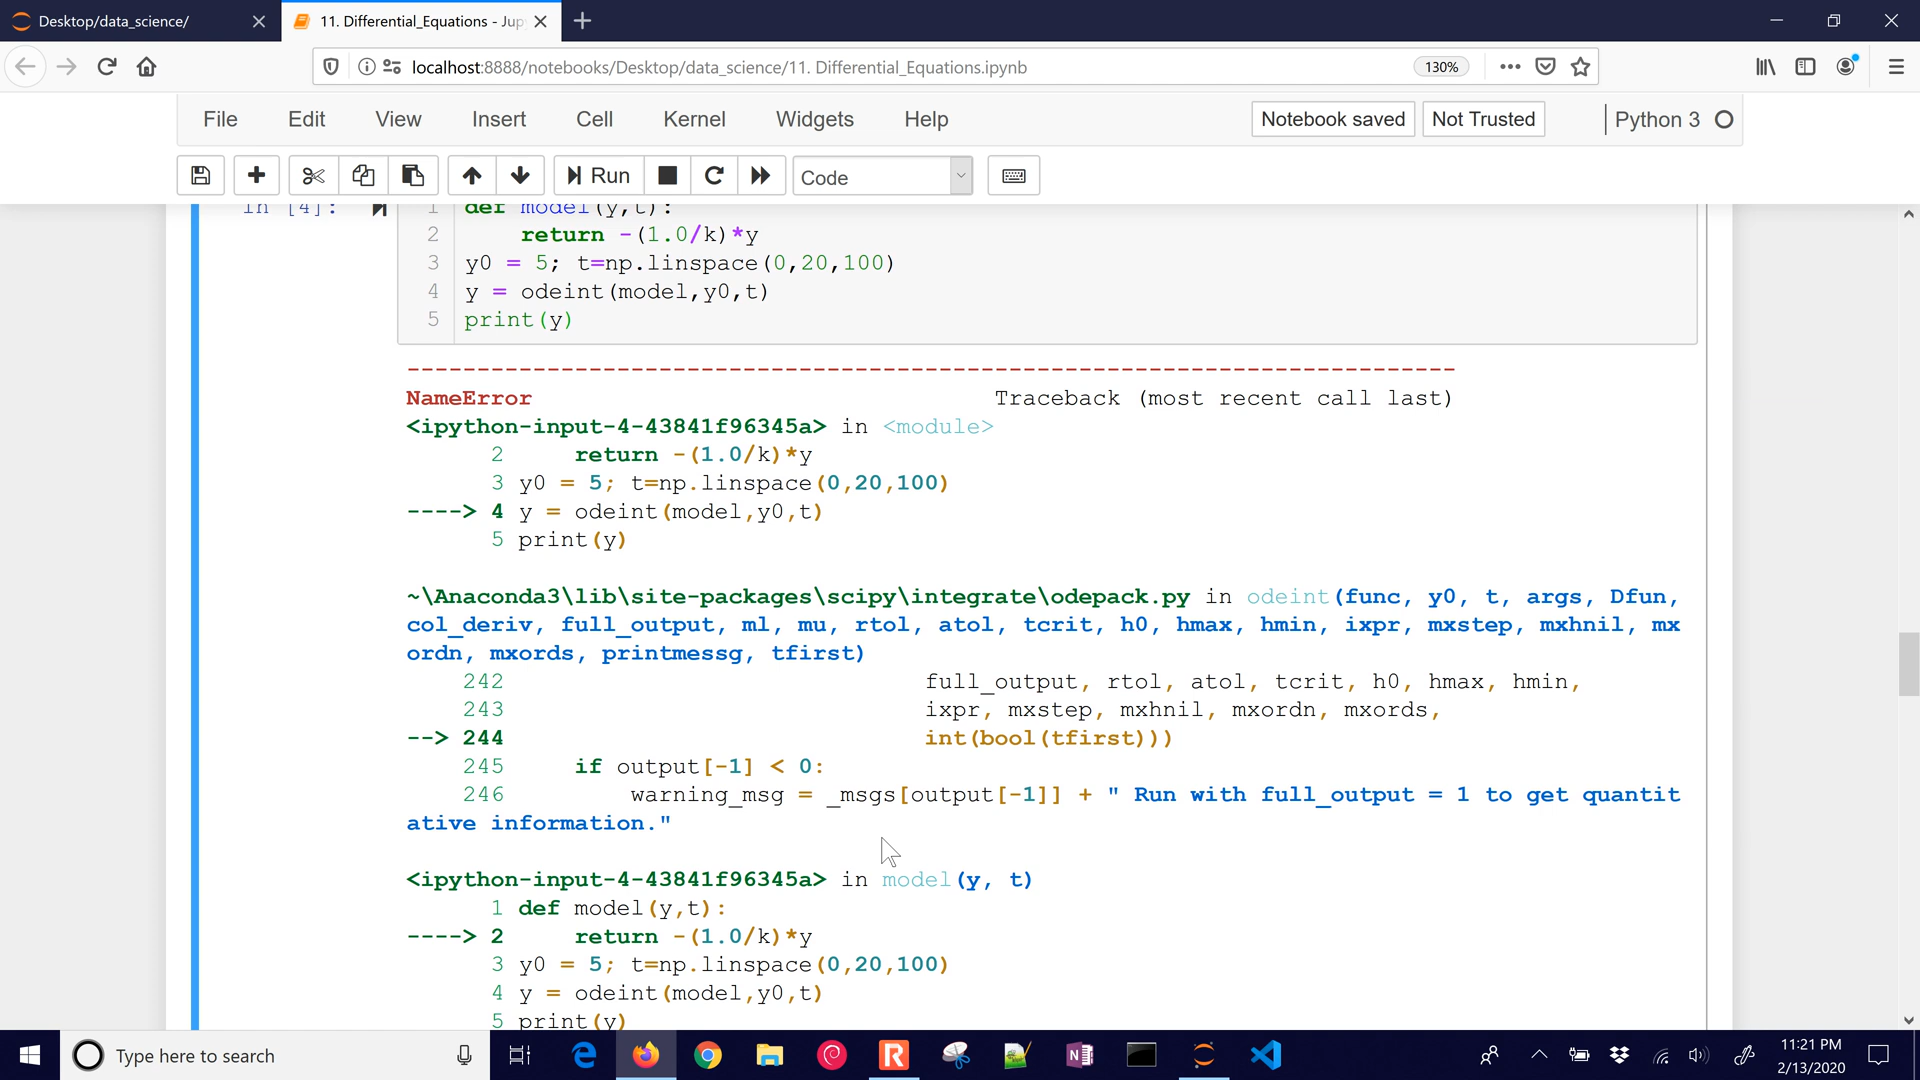 Desktop/data_science/
11. Differential_Equations - Jup
localhost:8888/notebooks/Desktop/data_science/11. Differential_Equations.ipynb
130%
File Edit View Insert Cell Kernel Widgets Help
Notebook saved
Not Trusted
Python 3
Run
Code
In [4]:
1 def model(y,t):
2 return -(1.0/k)*y
3 y0 = 5; t=np.linspace(0,20,100)
4 y = odeint(model,y0,t)
5 print(y)
---------------------------------------------------------------------------
NameError Traceback (most recent call last)
<ipython-input-4-43841f96345a> in <module>
2 return -(1.0/k)*y
3 y0 = 5; t=np.linspace(0,20,100)
----> 4 y = odeint(model,y0,t)
5 print(y)
~\Anaconda3\lib\site-packages\scipy\integrate\odepack.py in odeint(func, y0, t, args, Dfun,
col_deriv, full_output, ml, mu, rtol, atol, tcrit, h0, hmax, hmin, ixpr, mxstep, mxhnil, mx
ordn, mxords, printmessg, tfirst)
242 full_output, rtol, atol, tcrit, h0, hmax, hmin,
243 ixpr, mxstep, mxhnil, mxordn, mxords,
--> 244 int(bool(tfirst)))
245 if output[-1] < 0:
246 warning_msg = _msgs[output[-1]] + " Run with full_output = 1 to get quantit
ative information."
<ipython-input-4-43841f96345a> in model(y, t)
1 def model(y,t):
----> 2 return -(1.0/k)*y
3 y0 = 5; t=np.linspace(0,20,100)
4 y = odeint(model,y0,t)
5 print(y)
Type here to search
11:21 PM
2/13/2020